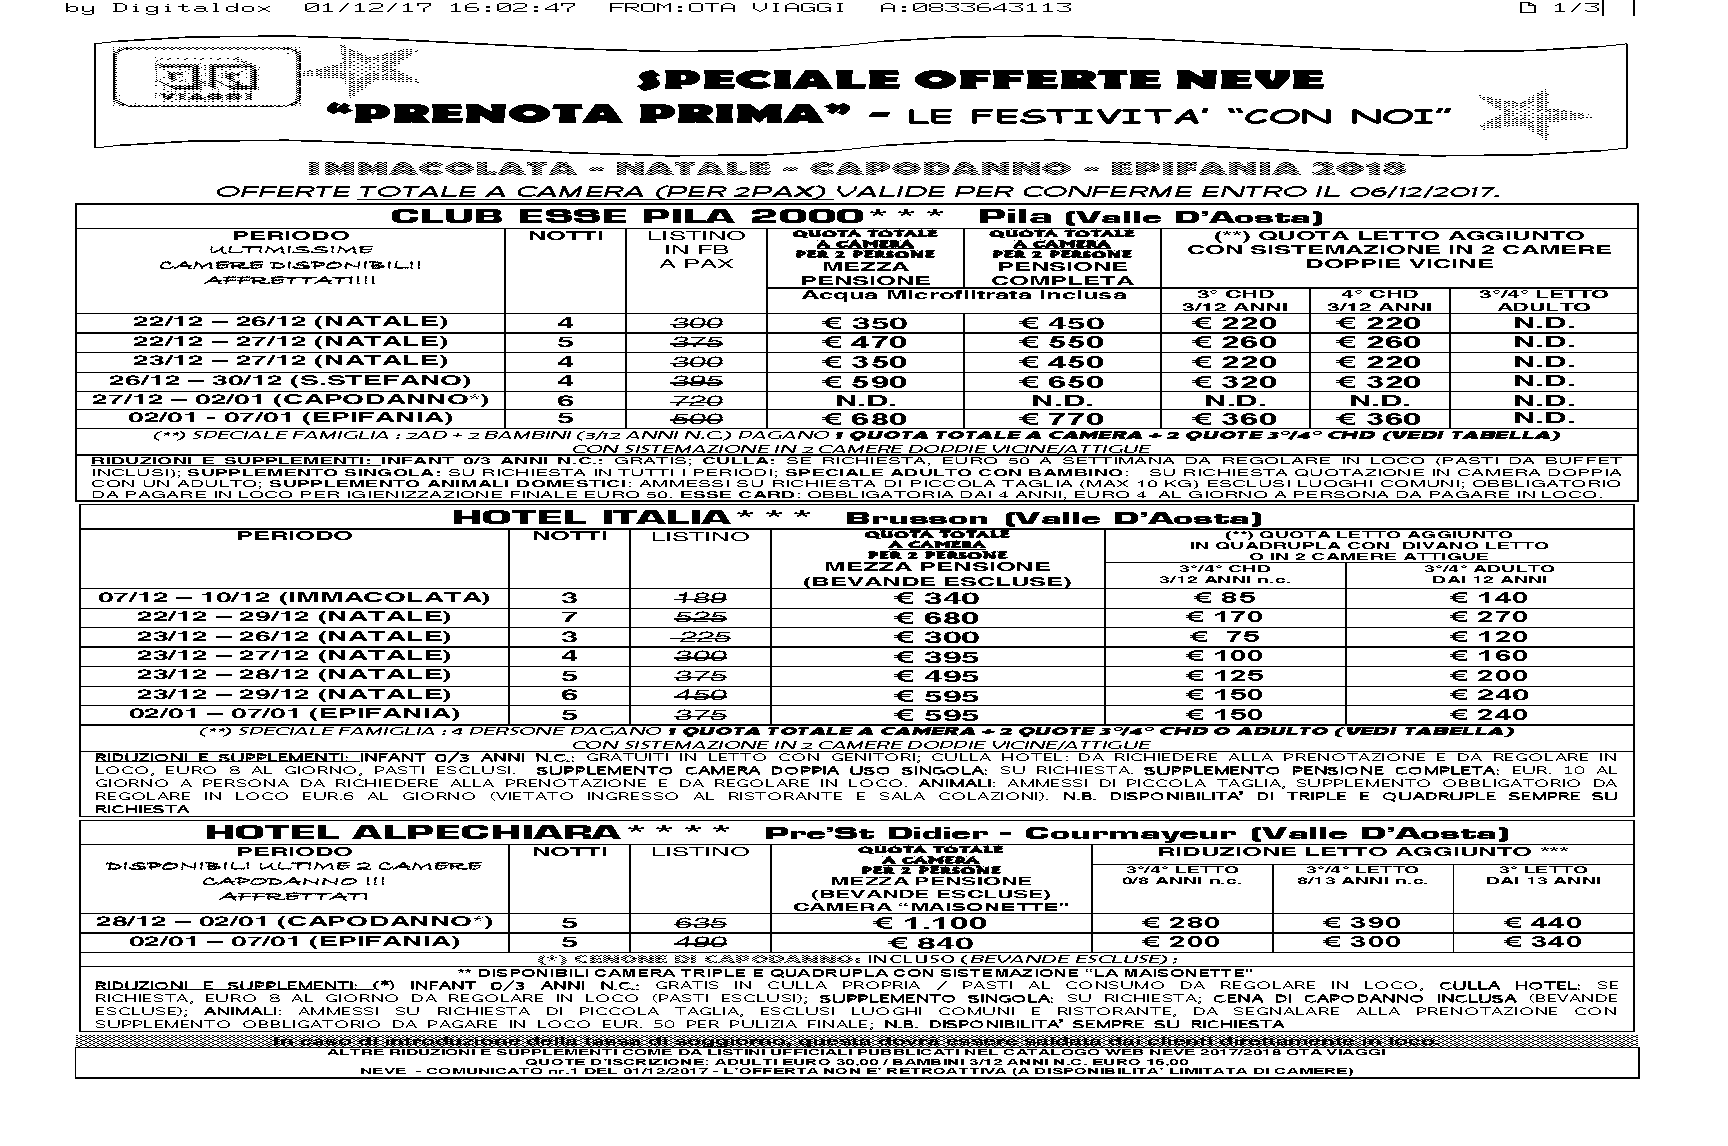 by Digitaldox 01/12/17 16:02:47 FROM:OTA VIAGGI A:0833643113 1/3
VIAGGI
SPECIALE OFFERTE NEVE
“PRENOTA PRIMA” – LE FESTIVITA’ “CON NOI”
IMMACOLATA – NATALE – CAPODANNO – EPIFANIA 2018
OFFERTE TOTALE A CAMERA (PER 2PAX) VALIDE PER CONFERME ENTRO IL 06/12/2017.
CLUB ESSE PILA 2000*** Pila (Valle D’Aosta)
PERIODO
ULTIMISSIME
CAMERE DISPONIBILI!
AFFRETTATI!!!
NOTTI
LISTINO
IN FB
A PAX
QUOTA TOTALE
A CAMERA
PER 2 PERSONE
MEZZA
PENSIONE
QUOTA TOTALE
A CAMERA
PER 2 PERSONE
PENSIONE
COMPLETA
Acqua Microfiltrata Inclusa
(**) QUOTA LETTO AGGIUNTO
CON SISTEMAZIONE IN 2 CAMERE
DOPPIE VICINE
3° CHD
3/12 ANNI
4° CHD
3/12 ANNI
3°/4° LETTO
ADULTO
22/12 – 26/12 (NATALE) 4 300 € 350 € 450 € 220 € 220 N.D.
22/12 – 27/12 (NATALE) 5 375 € 470 € 550 € 260 € 260 N.D.
23/12 – 27/12 (NATALE) 4 300 € 350 € 450 € 220 € 220 N.D.
26/12 – 30/12 (S.STEFANO) 4 395 € 590 € 650 € 320 € 320 N.D.
27/12 – 02/01 (CAPODANNO*) 6 720 N.D. N.D. N.D. N.D. N.D.
02/01 - 07/01 (EPIFANIA) 5 500 € 680 € 770 € 360 € 360 N.D.
(**) SPECIALE FAMIGLIA : 2AD + 2 BAMBINI (3/12 ANNI N.C.) PAGANO 1 QUOTA TOTALE A CAMERA + 2 QUOTE 3°/4° CHD (VEDI TABELLA)
CON SISTEMAZIONE IN 2 CAMERE DOPPIE VICINE/ATTIGUE
RIDUZIONI E SUPPLEMENTI: INFANT 0/3 ANNI N.C.: GRATIS; CULLA: SE RICHIESTA, EURO 50 A SETTIMANA DA REGOLARE IN LOCO (PASTI DA BUFFET
INCLUSI); SUPPLEMENTO SINGOLA: SU RICHIESTA IN TUTTI I PERIODI; SPECIALE ADULTO CON BAMBINO: SU RICHIESTA QUOTAZIONE IN CAMERA DOPPIA
CON UN ADULTO; SUPPLEMENTO ANIMALI DOMESTICI: AMMESSI SU RICHIESTA DI PICCOLA TAGLIA (MAX 10 KG) ESCLUSI LUOGHI COMUNI; OBBLIGATORIO
DA PAGARE IN LOCO PER IGIENIZZAZIONE FINALE EURO 50. ESSE CARD: OBBLIGATORIA DAI 4 ANNI, EURO 4 AL GIORNO A PERSONA DA PAGARE IN LOCO.
HOTEL ITALIA*** Brusson (Valle D’Aosta)
PERIODO
NOTTI
LISTINO
QUOTA TOTALE
A CAMERA
PER 2 PERSONE
MEZZA PENSIONE
(BEVANDE ESCLUSE)
(**) QUOTA LETTO AGGIUNTO
IN QUADRUPLA CON DIVANO LETTO
O IN 2 CAMERE ATTIGUE
3°/4° CHD
3/12 ANNI n.c.
3°/4° ADULTO
DAI 12 ANNI
07/12 – 10/12 (IMMACOLATA) 3 189 € 340 € 85 € 140
22/12 – 29/12 (NATALE) 7 525 € 680 € 170 € 270
23/12 – 26/12 (NATALE) 3 225 € 300 € 75 € 120
23/12 – 27/12 (NATALE) 4 300 € 395 € 100 € 160
23/12 – 28/12 (NATALE) 5 375 € 495 € 125 € 200
23/12 – 29/12 (NATALE) 6 450 € 595 € 150 € 240
02/01 – 07/01 (EPIFANIA) 5 375 € 595 € 150 € 240
(**) SPECIALE FAMIGLIA : 4 PERSONE PAGANO 1 QUOTA TOTALE A CAMERA + 2 QUOTE 3°/4° CHD O ADULTO (VEDI TABELLA)
CON SISTEMAZIONE IN 2 CAMERE DOPPIE VICINE/ATTIGUE
RIDUZIONI E SUPPLEMENTI: INFANT 0/3 ANNI N.C.: GRATUITI IN LETTO CON GENITORI; CULLA HOTEL: DA RICHIEDERE ALLA PRENOTAZIONE E DA REGOLARE IN
LOCO, EURO 8 AL GIORNO, PASTI ESCLUSI. SUPPLEMENTO CAMERA DOPPIA USO SINGOLA: SU RICHIESTA. SUPPLEMENTO PENSIONE COMPLETA: EUR. 10 AL
GIORNO A PERSONA DA RICHIEDERE ALLA PRENOTAZIONE E DA REGOLARE IN LOCO. ANIMALI: AMMESSI DI PICCOLA TAGLIA, SUPPLEMENTO OBBLIGATORIO DA
REGOLARE IN LOCO EUR.6 AL GIORNO (VIETATO INGRESSO AL RISTORANTE E SALA COLAZIONI). N.B. DISPONIBILITA’ DI TRIPLE E QUADRUPLE SEMPRE SU
RICHIESTA
HOTEL ALPECHIARA**** Pre’St Didier – Courmayeur (Valle D’Aosta)
PERIODO
DISPONIBILI ULTIME 2 CAMERE
CAPODANNO !!!
AFFRETTATI
NOTTI
LISTINO
QUOTA TOTALE
A CAMERA
PER 2 PERSONE
MEZZA PENSIONE
(BEVANDE ESCLUSE)
CAMERA “MAISONETTE”
RIDUZIONE LETTO AGGIUNTO ***
3°/4° LETTO
0/8 ANNI n.c.
3°/4° LETTO
8/13 ANNI n.c.
3° LETTO
DAI 13 ANNI
28/12 – 02/01 (CAPODANNO*) 5 635 € 1.100 € 280 € 390 € 440
02/01 – 07/01 (EPIFANIA) 5 490 € 840 € 200 € 300 € 340
(*) CENONE DI CAPODANNO: INCLUSO (BEVANDE ESCLUSE) ;
** DISPONIBILI CAMERA TRIPLE E QUADRUPLA CON SISTEMAZIONE “LA MAISONETTE”
RIDUZIONI E SUPPLEMENTI: (*) INFANT 0/3 ANNI N.C.: GRATIS IN CULLA PROPRIA / PASTI AL CONSUMO DA REGOLARE IN LOCO, CULLA HOTEL: SE
RICHIESTA, EURO 8 AL GIORNO DA REGOLARE IN LOCO (PASTI ESCLUSI); SUPPLEMENTO SINGOLA: SU RICHIESTA; CENA DI CAPODANNO INCLUSA (BEVANDE
ESCLUSE); ANIMALI: AMMESSI SU RICHIESTA DI PICCOLA TAGLIA, ESCLUSI LUOGHI COMUNI E RISTORANTE, DA SEGNALARE ALLA PRENOTAZIONE CON
SUPPLEMENTO OBBLIGATORIO DA PAGARE IN LOCO EUR. 50 PER PULIZIA FINALE; N.B. DISPONIBILITA’ SEMPRE SU RICHIESTA
In caso di introduzione della tassa di soggiorno, questa dovrà essere saldata dai clienti direttamente in loco.
ALTRE RIDUZIONI E SUPPLEMENTI COME DA LISTINI UFFICIALI PUBBLICATI NEL CATALOGO WEB NEVE 2017/2018 OTA VIAGGI
QUOTE D’ISCRIZIONE: ADULTI EURO 30,00 / BAMBINI 3/12 ANNI N.C. EURO 15,00
NEVE - COMUNICATO nr.1 DEL 01/12/2017 - L’OFFERTA NON E’ RETROATTIVA (A DISPONIBILITA’ LIMITATA DI CAMERE)